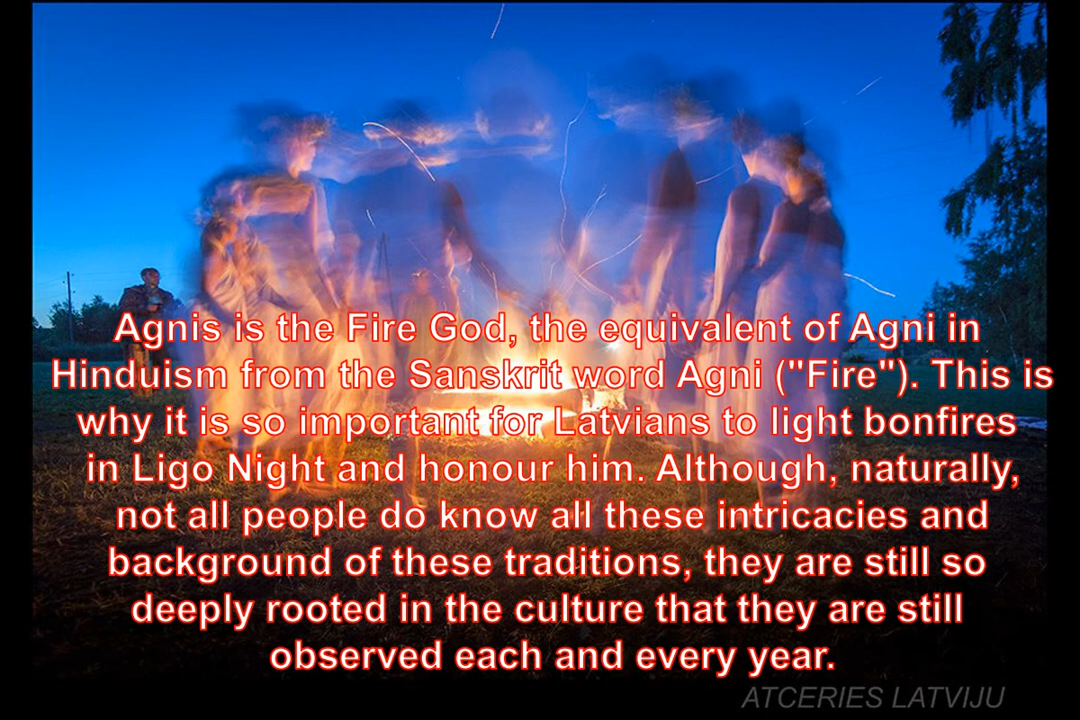 Agnis is the Fire God, the equivalent of Agni in
Hinduism from the Sanskrit word Agni ("Fire"). This is
why it is so important for Latvians to light bonfires
in Ligo Night and honour him. Although, naturally,
not all people do know all these intricacies and
background of these traditions, they are still so
deeply rooted in the culture that they are still
observed each and every year.
ATCERIES LATVIJU